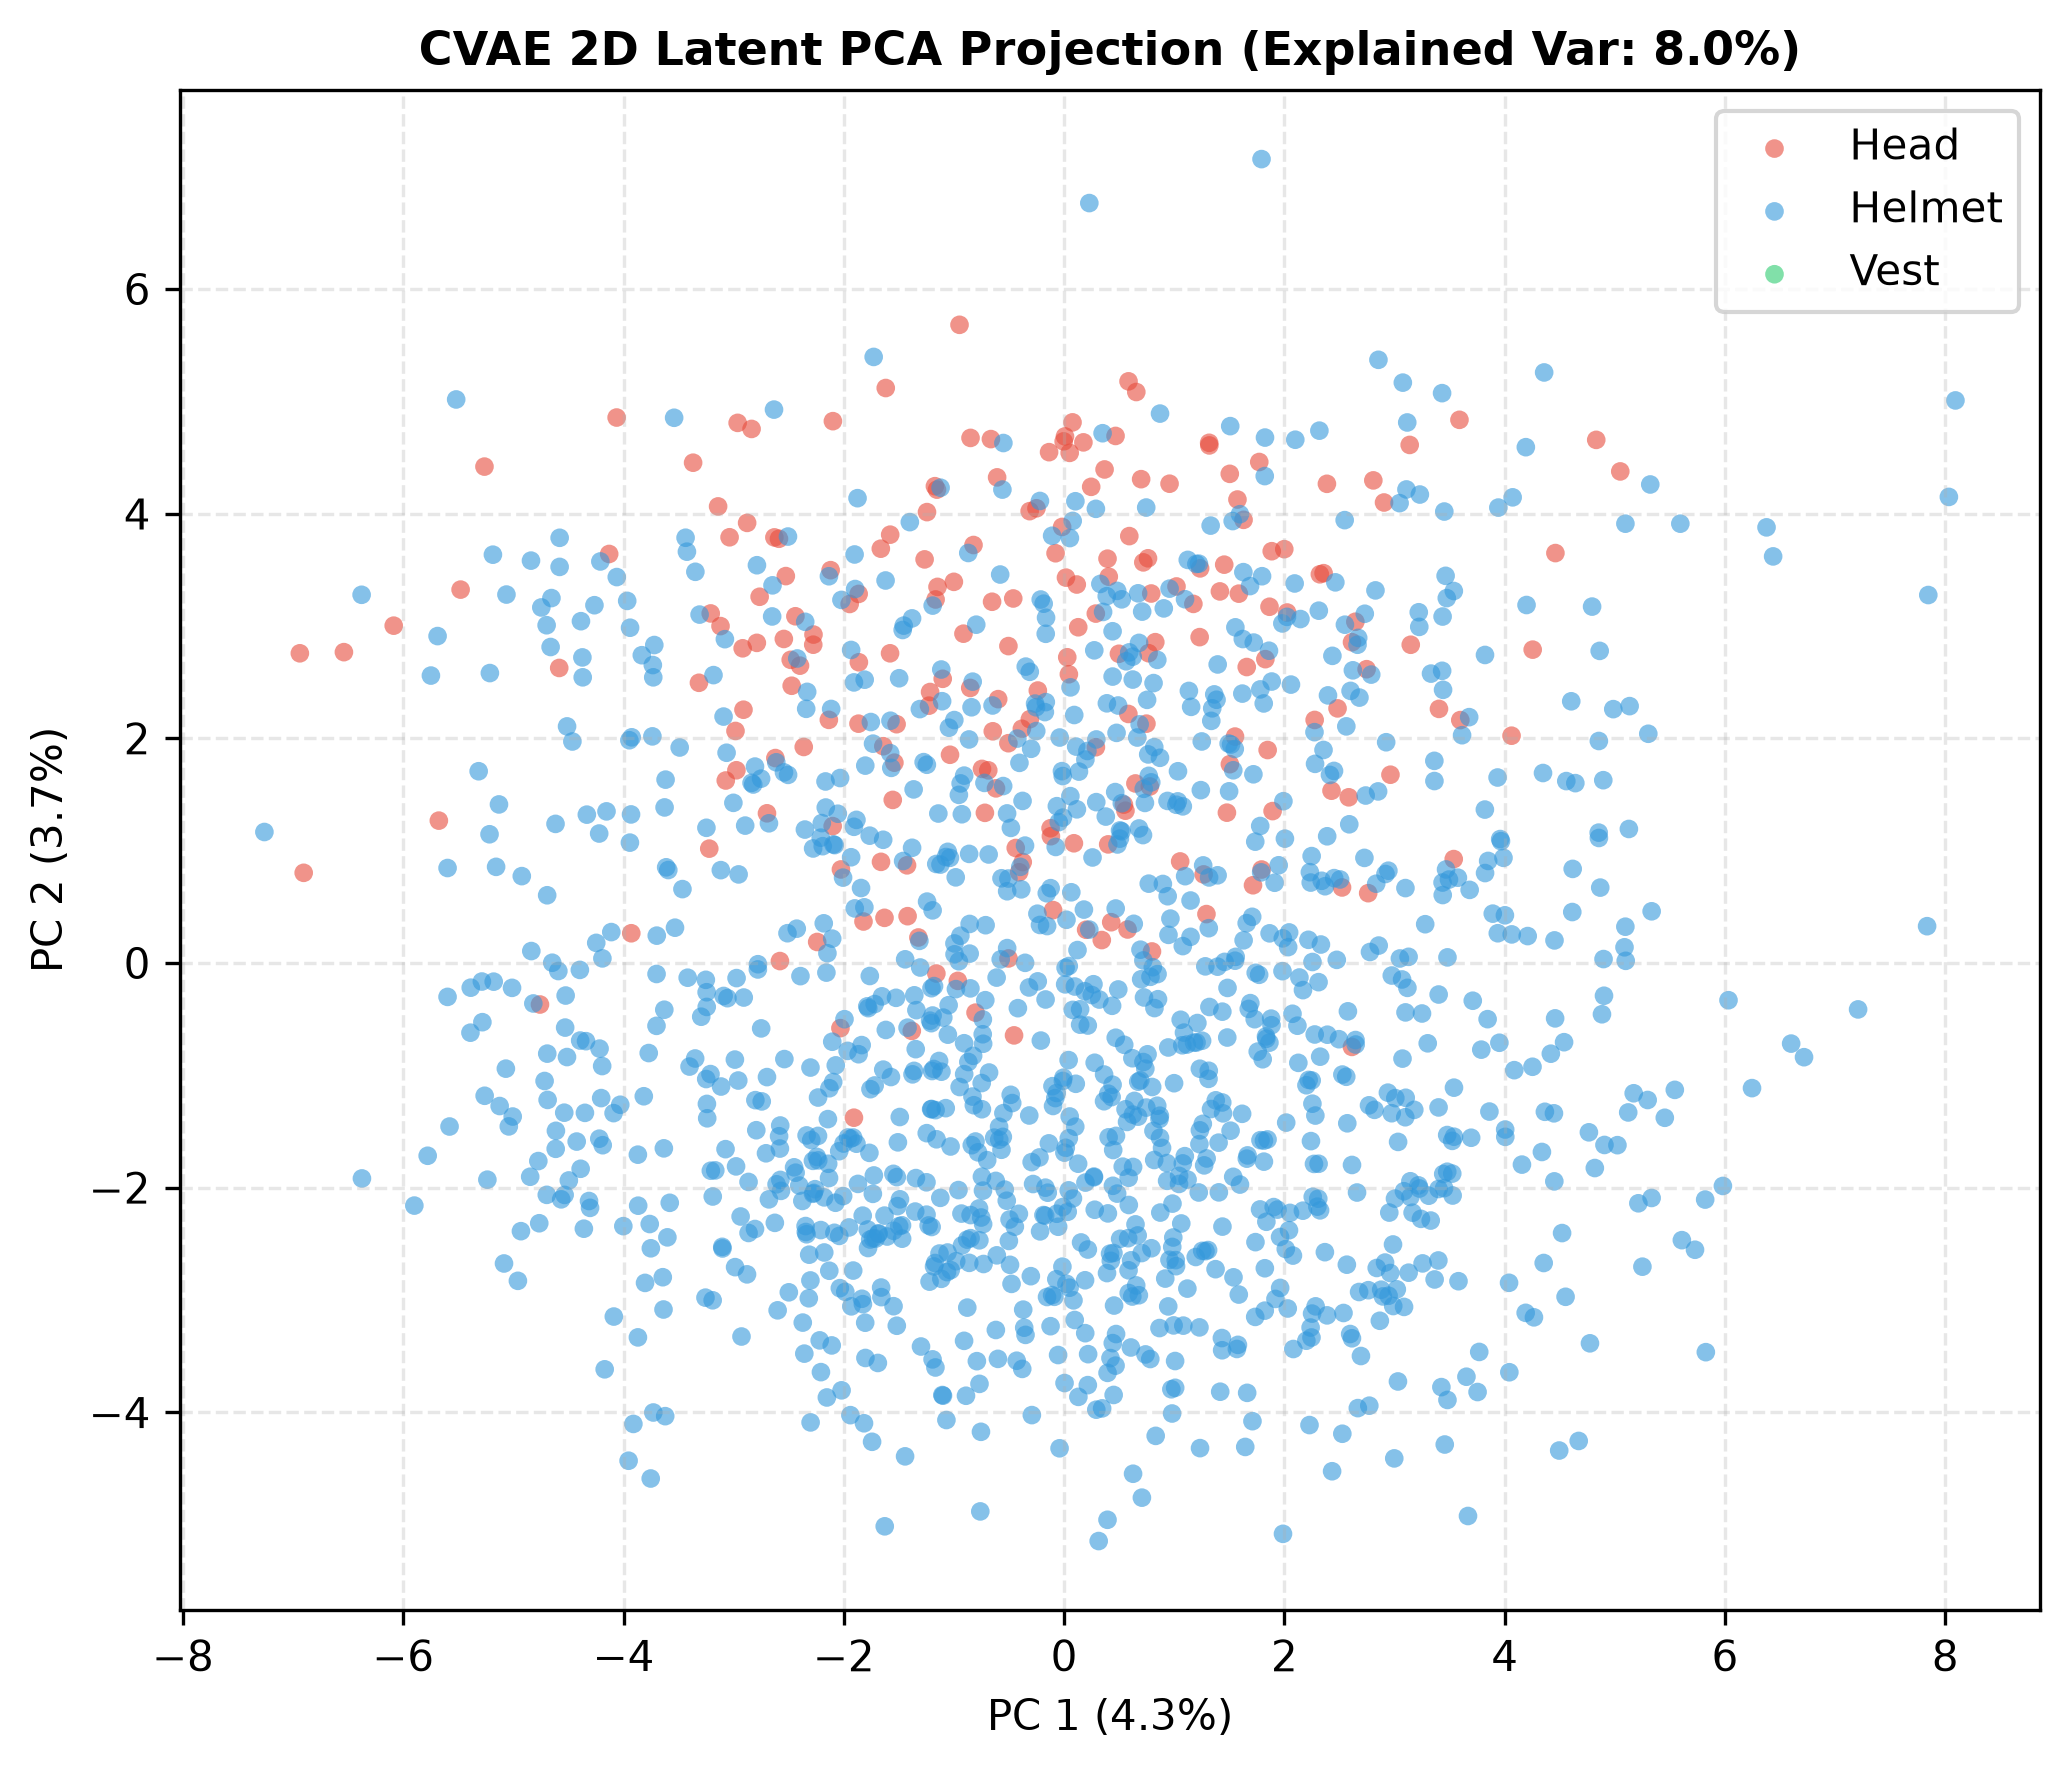 CVAE 2D Latent PCA Projection (Explained Var: 8.0%)
Head
Helmet
Vest
6
4
2
0
−2
−4
PC 2 (3.7%)
−8
−6
−4
−2
0
2
4
6
8
PC 1 (4.3%)